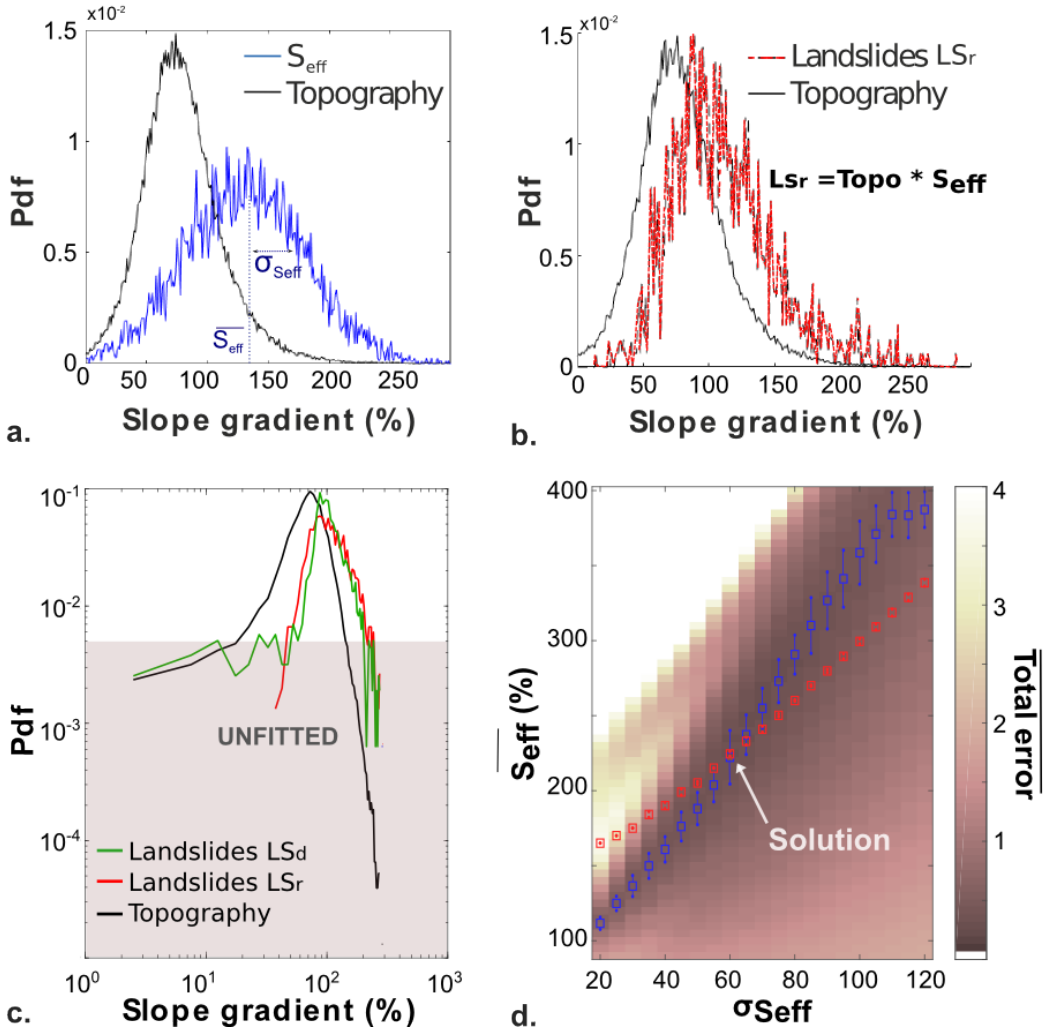 x10⁻²
1.5
1
0.5
0
Pdf
S_eff
Topography
σ_Seff
S̅_eff
0 50 100 150 200 250
Slope gradient (%)
a.
x10⁻²
1.5
1
0.5
0
Pdf
Landslides LSr
Topography
LSr =Topo * S_eff
0 50 100 150 200 250
Slope gradient (%)
b.
10⁻¹
10⁻²
10⁻³
10⁻⁴
Pdf
UNFITTED
Landslides LSd
Landslides LSr
Topography
10⁰ 10¹ 10² 10³
Slope gradient (%)
c.
400
300
200
100
S̅eff (%)
Solution
20 40 60 80 100 120
σSeff
4
3
2
1
Total error
d.